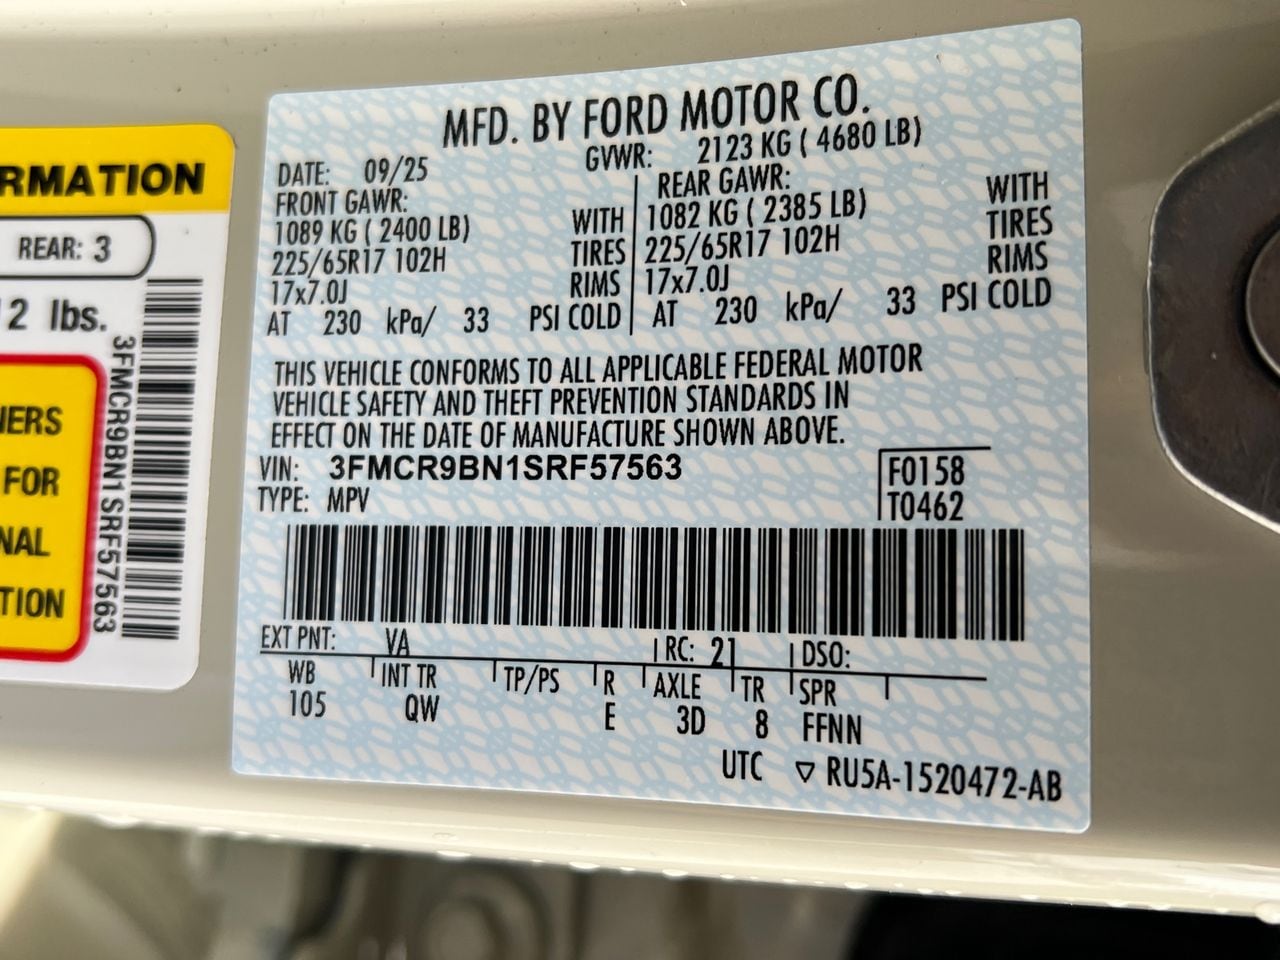 RMATION
REAR: 3
2 lbs.
3FMCR9BN1SRF57563
NERS
FOR
NAL
TION
MFD. BY FORD MOTOR CO.
DATE: 09/25 GVWR: 2123 KG ( 4680 LB)
FRONT GAWR: REAR GAWR:
1089 KG ( 2400 LB) WITH 1082 KG ( 2385 LB) WITH
225/65R17 102H TIRES 225/65R17 102H TIRES
17x7.0J RIMS 17x7.0J RIMS
AT 230 kPa/ 33 PSI COLD AT 230 kPa/ 33 PSI COLD
THIS VEHICLE CONFORMS TO ALL APPLICABLE FEDERAL MOTOR
VEHICLE SAFETY AND THEFT PREVENTION STANDARDS IN
EFFECT ON THE DATE OF MANUFACTURE SHOWN ABOVE.
VIN: 3FMCR9BN1SRF57563 F0158
TYPE: MPV T0462
EXT PNT: VA RC: 21 DSO:
WB INT TR TP/PS R AXLE TR SPR
105 QW E 3D 8 FFNN
UTC ▽ RU5A-1520472-AB